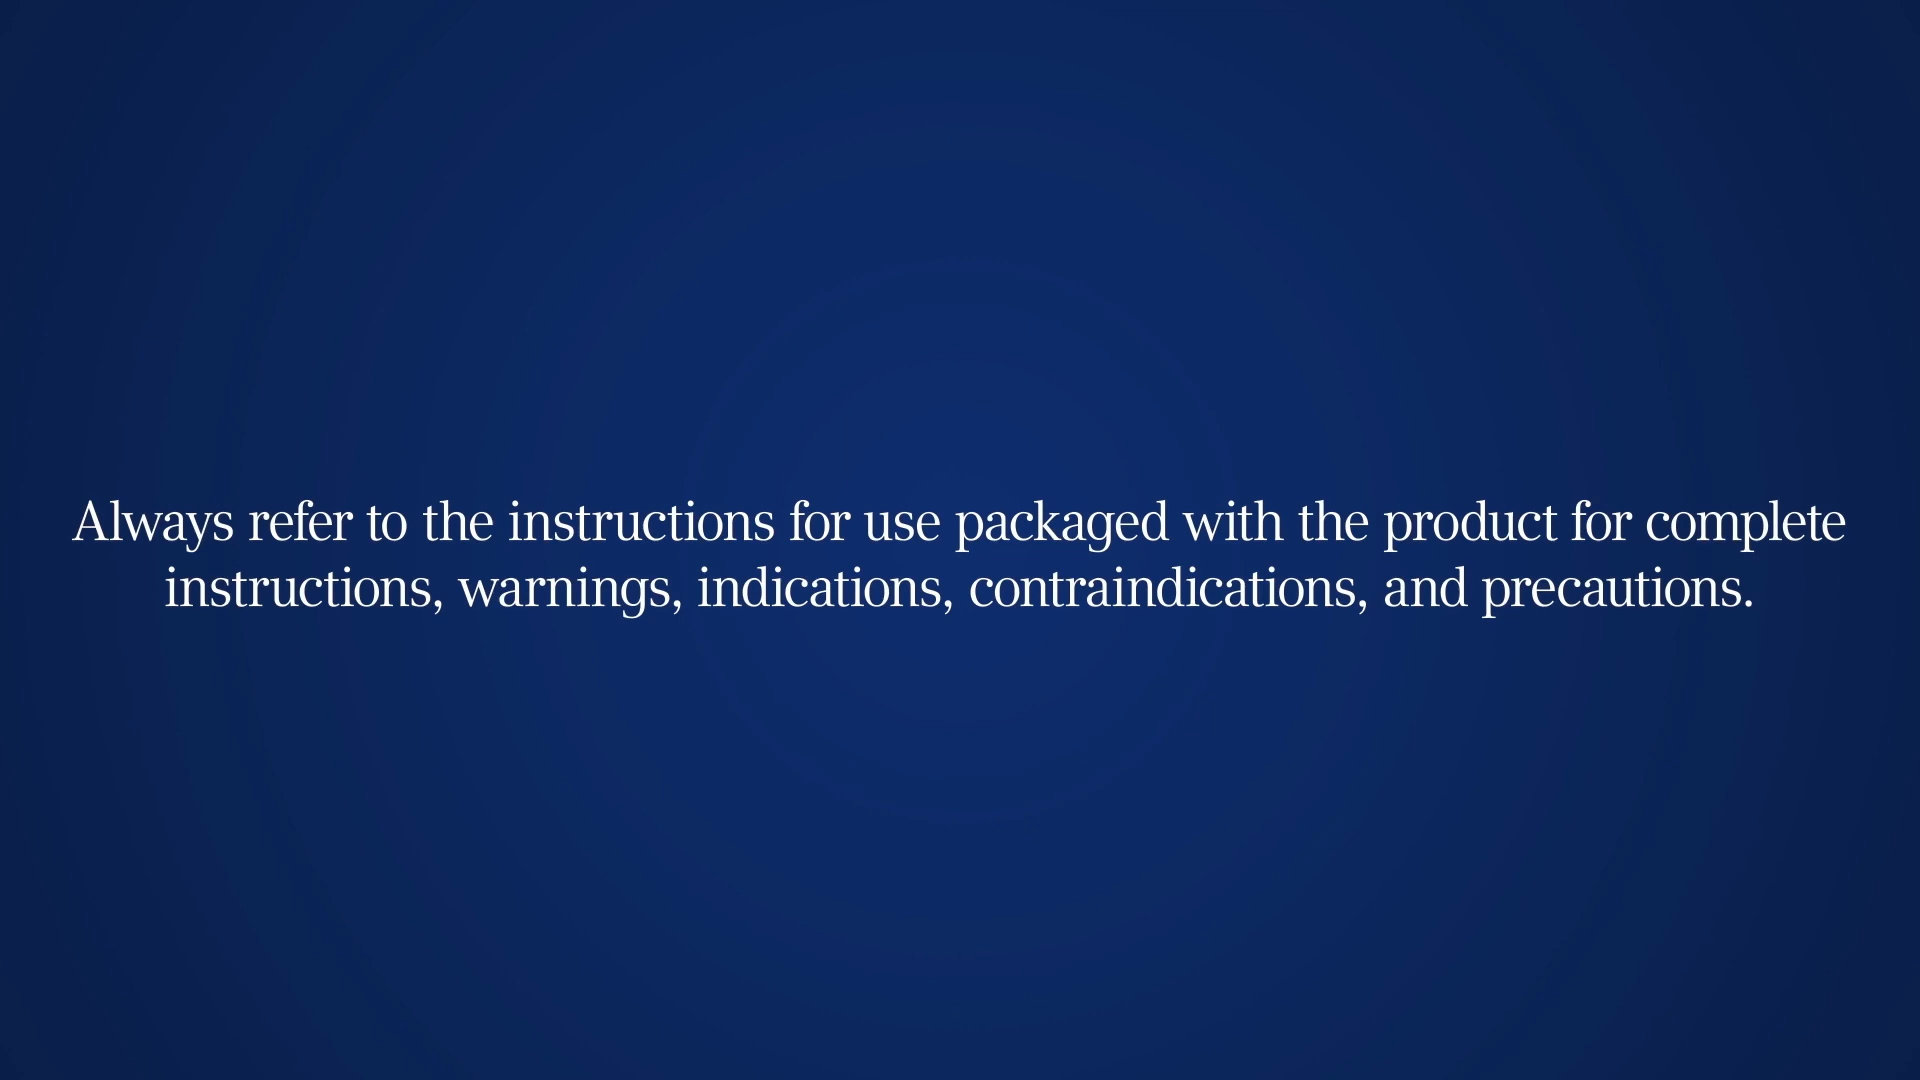 Always refer to the instructions for use packaged with the product for complete
instructions, warnings, indications, contraindications, and precautions.